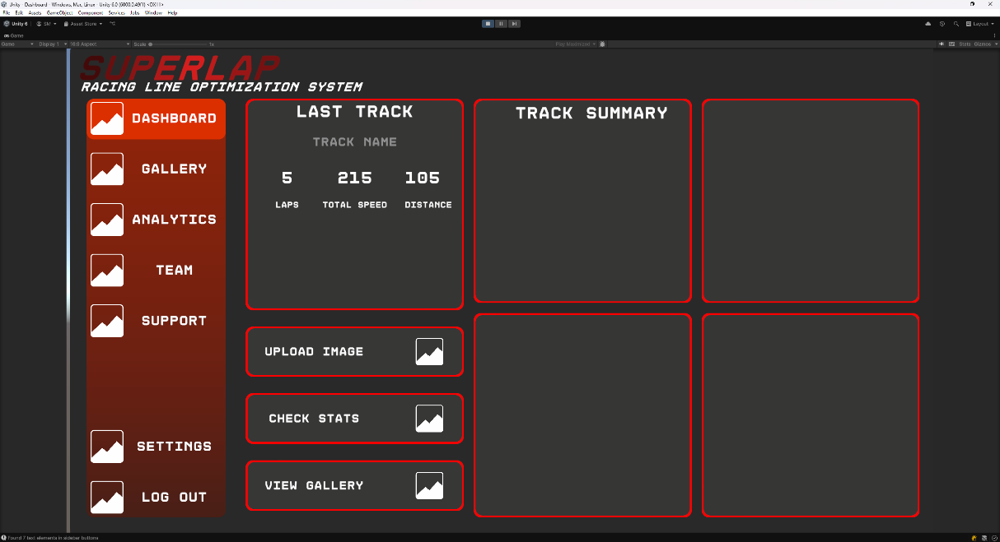 Unity - Dashboard - Windows, Mac, Linux - Unity 6.0 (6000.0.49f1) <DX11>
File Edit Assets GameObject Component Services Jobs Window Help
Unity 6 SM Asset Store Layout
Game
Game Display 1 16:9 Aspect Scale 1x Play Maximized Stats Gizmos
SUPERLAP
RACING LINE OPTIMIZATION SYSTEM
DASHBOARD
GALLERY
ANALYTICS
TEAM
SUPPORT
SETTINGS
LOG OUT
LAST TRACK
TRACK NAME
5 215 105
LAPS TOTAL SPEED DISTANCE
UPLOAD IMAGE
CHECK STATS
VIEW GALLERY
TRACK SUMMARY
Found 7 text elements in sidebar buttons